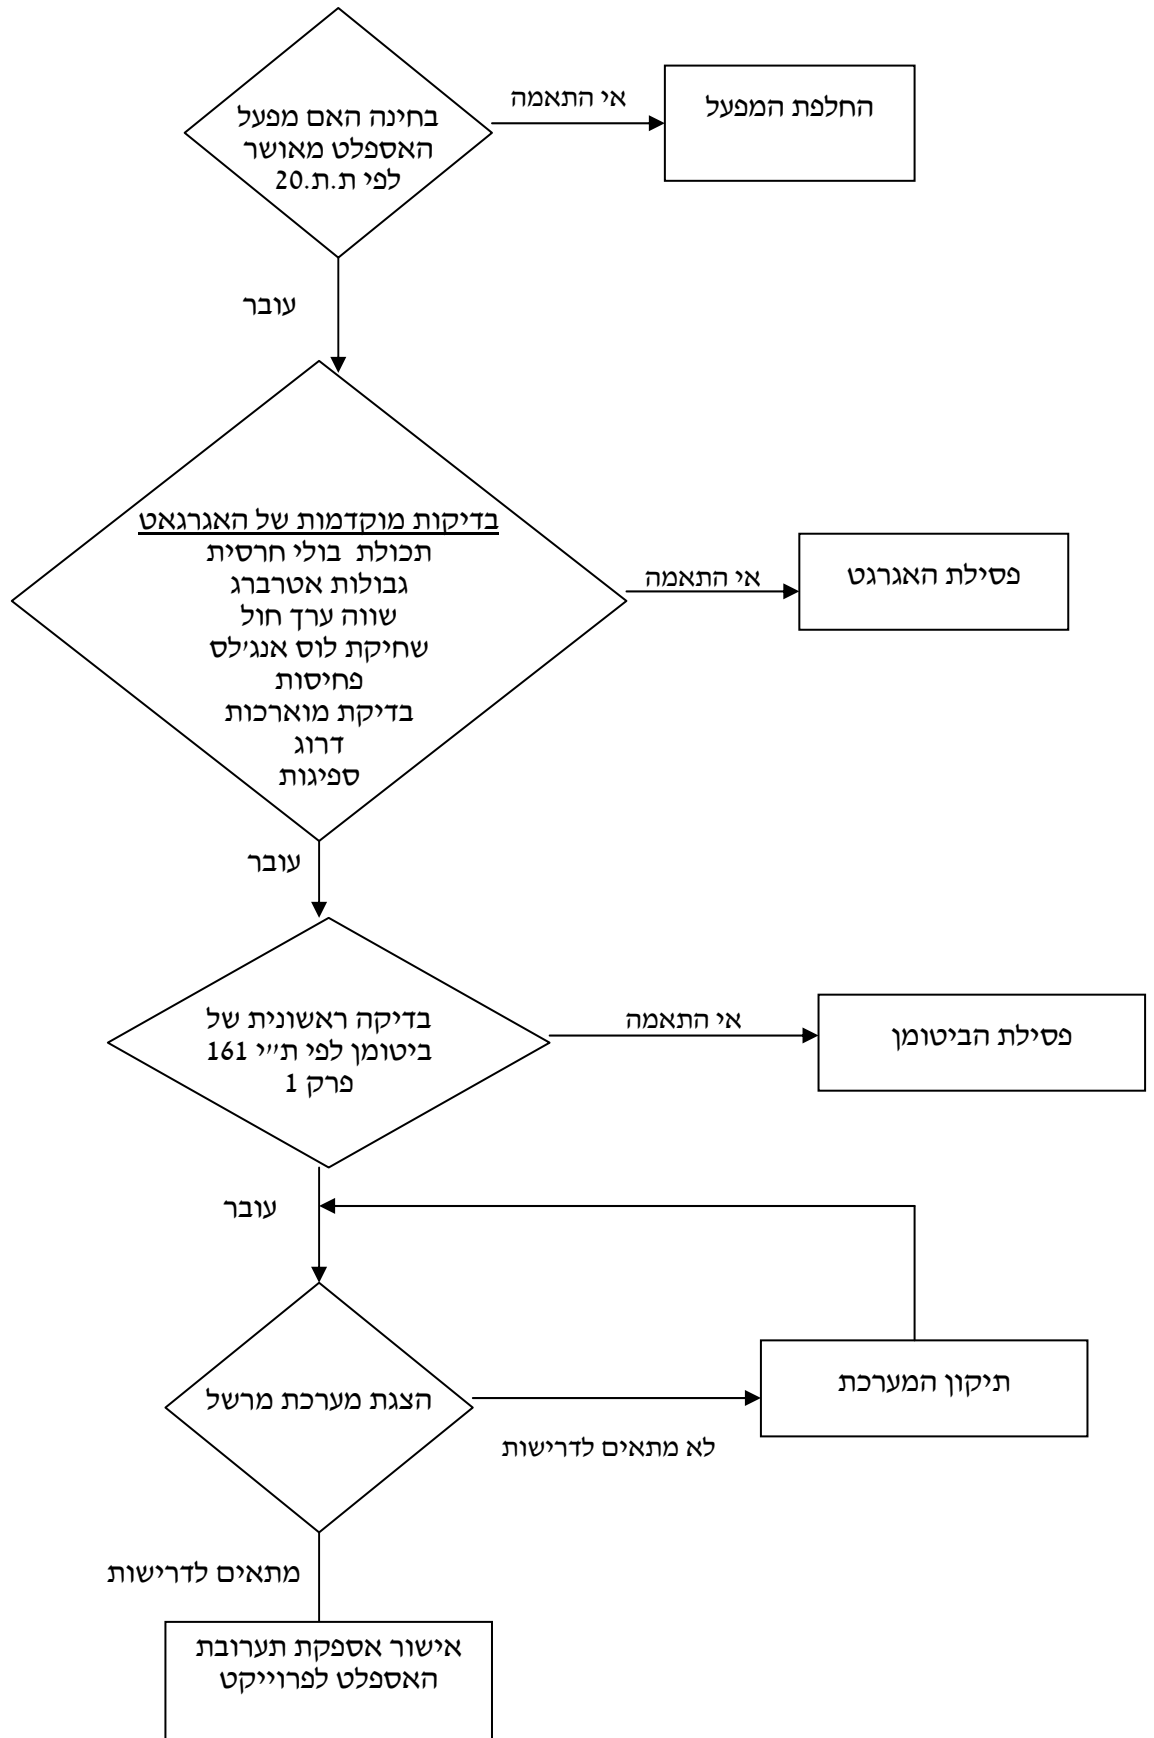 בחינה האם מפעל
האספלט מאושר
לפי ת.ת.20
אי התאמה
החלפת המפעל
עובר
בדיקות מוקדמות של האגרגאט
תכולת בולי חרסית
גבולות אטרברג
שווה ערך חול
שחיקת לוס אנג'לס
פחיסות
בדיקת מוארכות
דרוג
ספיגות
אי התאמה
פסילת האגרגט
עובר
בדיקה ראשונית של
ביטומן לפי ת"י 161
פרק 1
אי התאמה
פסילת הביטומן
עובר
הצגת מערכת מרשל
לא מתאים לדרישות
תיקון המערכת
מתאים לדרישות
אישור אספקת תערובת
האספלט לפרוייקט